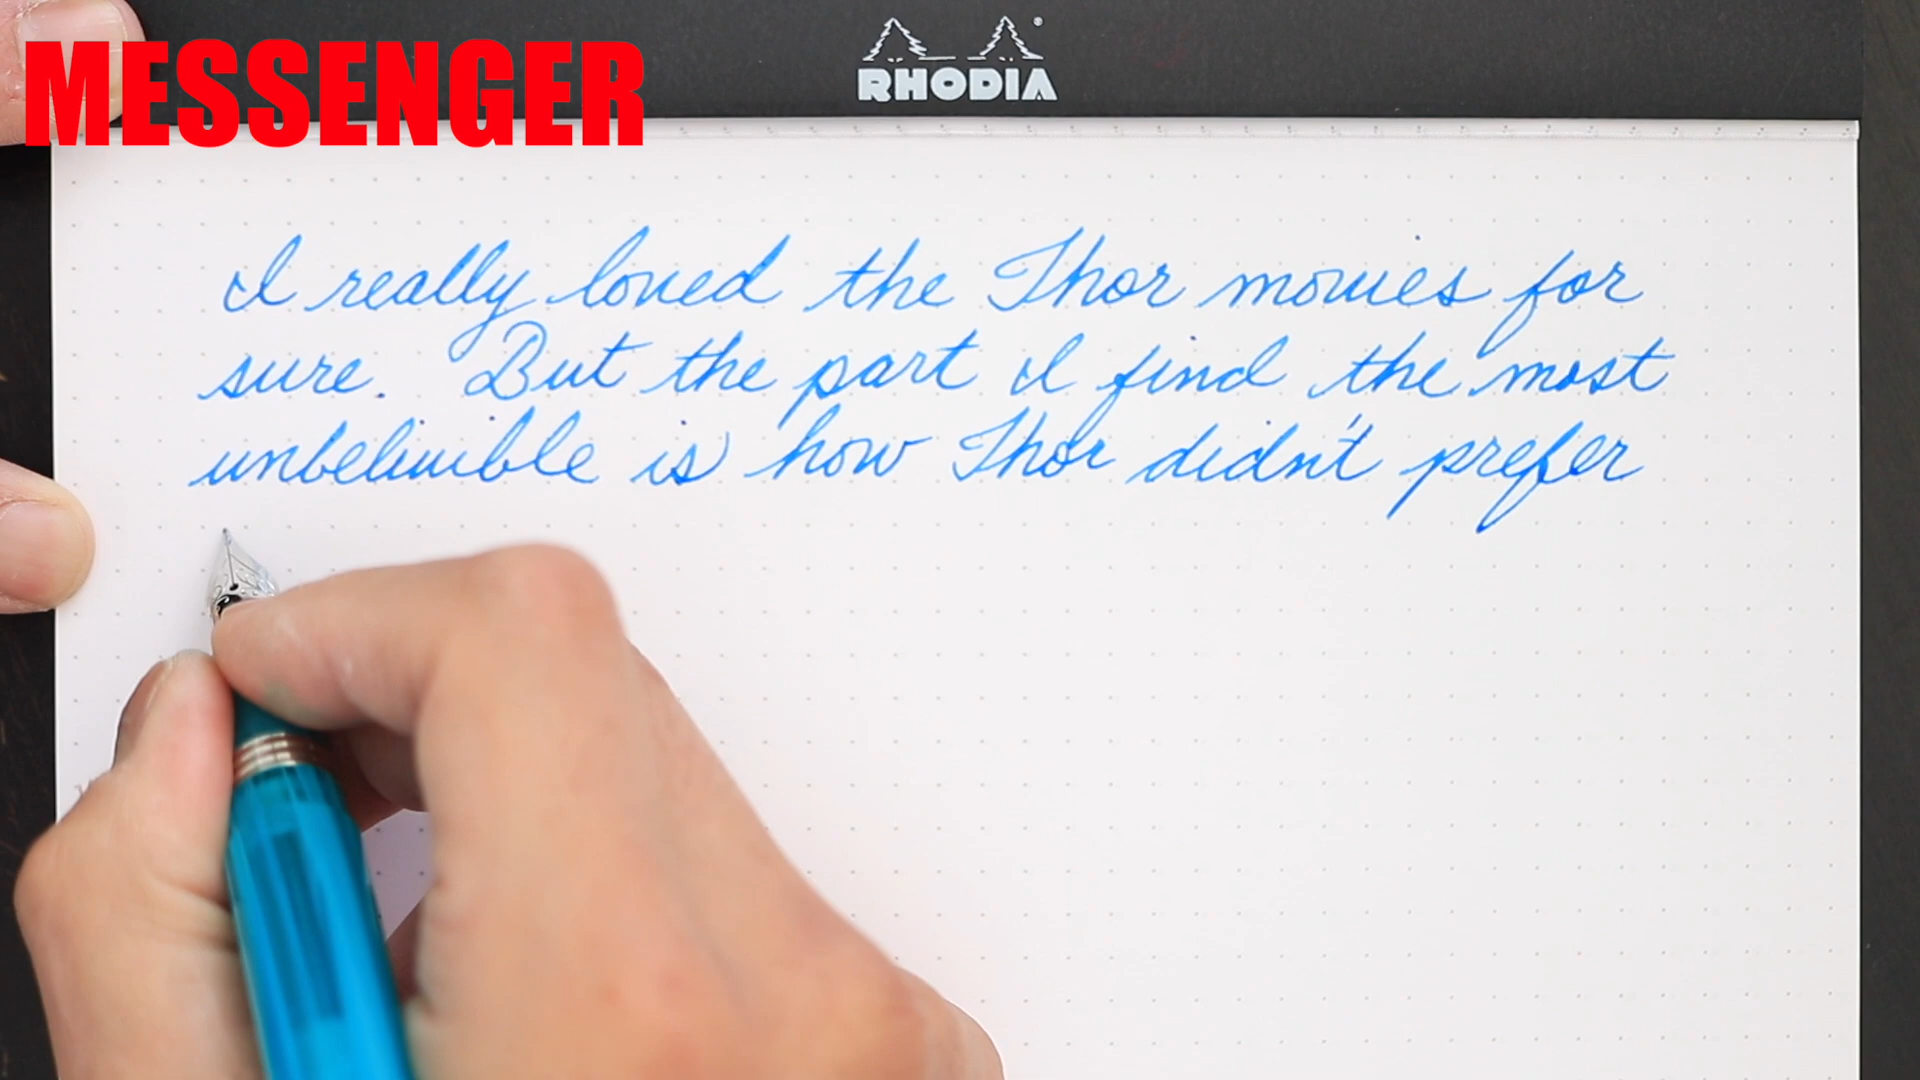 MESSENGER
RHODIA
I really loved the Thor movies for
sure. But the part I find the most
unbelivible is how Thor didn't prefer